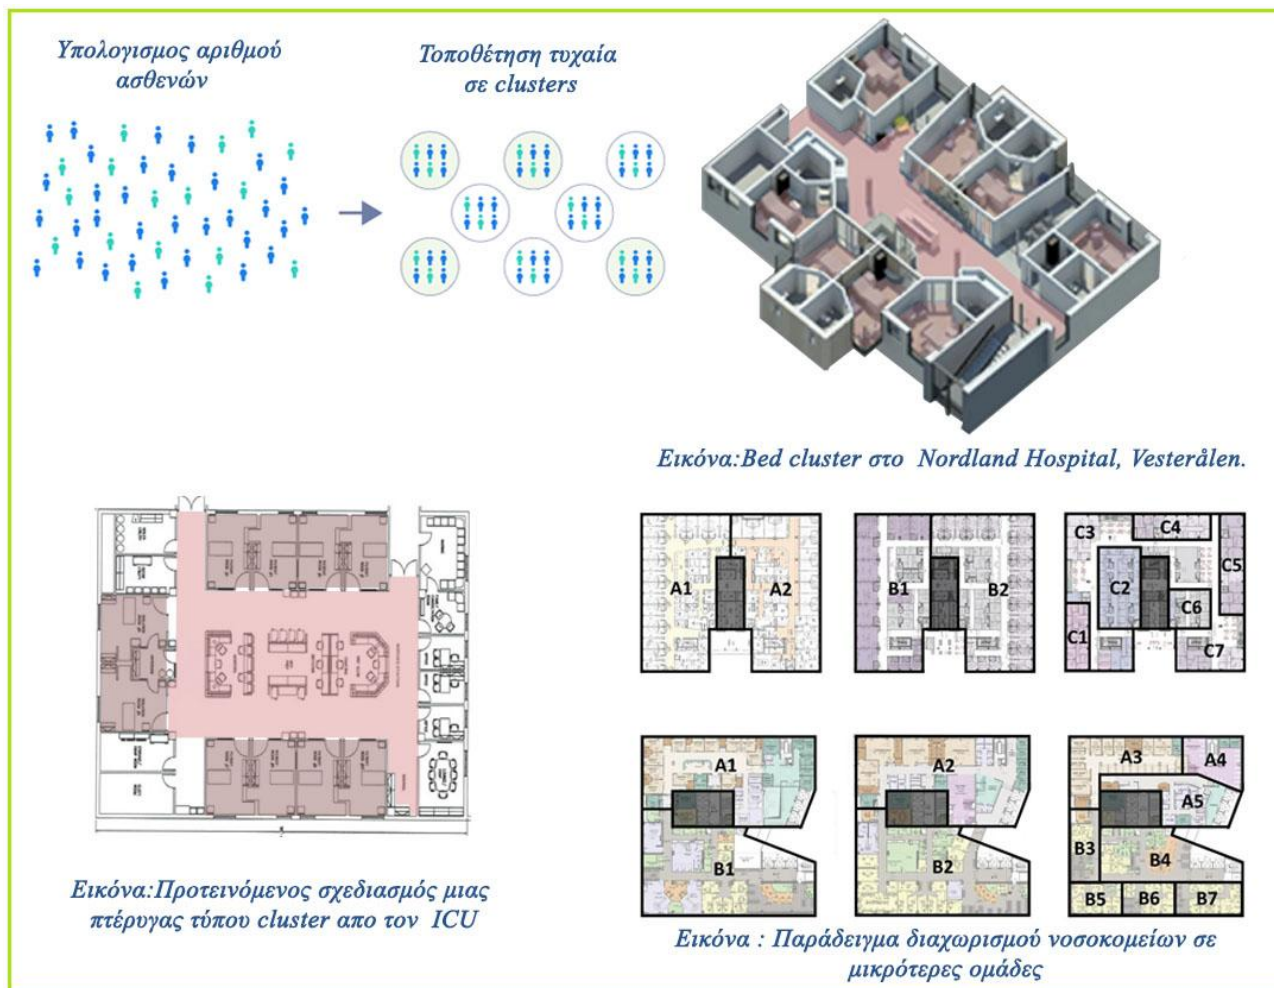 Υπολογισμος αριθμού
ασθενών
Τοποθέτηση τυχαία
σε clusters
Εικόνα:Bed cluster στο Nordland Hospital, Vesterålen.
A1
A2
B1
B2
C3
C4
C5
C2
C6
C1
C7
A1
B1
A2
B2
A3
A4
A5
B3
B4
B5
B6
B7
Εικόνα:Προτεινόμενος σχεδιασμός μιας
πτέρυγας τύπου cluster απο τον ICU
Εικόνα : Παράδειγμα διαχωρισμού νοσοκομείων σε
μικρότερες ομάδες